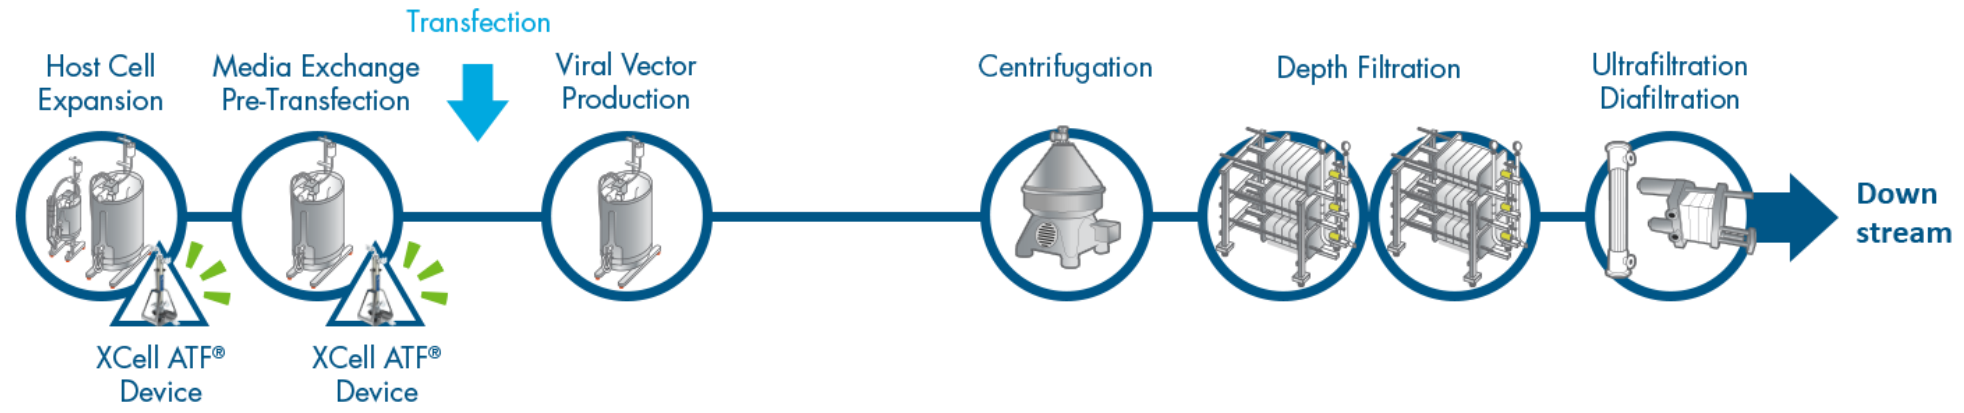 Transfection
Host Cell
Expansion
Media Exchange
Pre-Transfection
Viral Vector
Production
Centrifugation
Depth Filtration
Ultrafiltration
Diafiltration
Down
stream
XCell ATF®
Device
XCell ATF®
Device